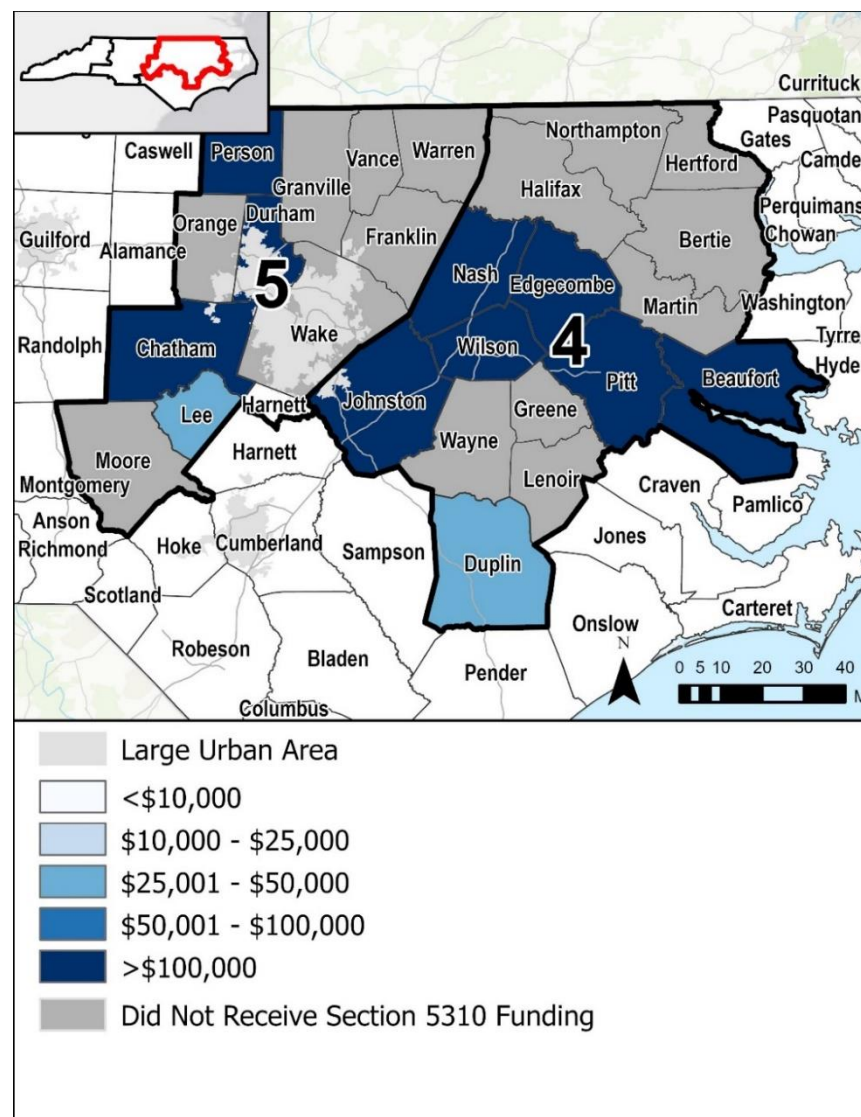 Currituck
Pasquotan
Gates
Camde
Perquimans
Chowan
Caswell
Person
Vance
Warren
Granville
Northampton
Hertford
Halifax
Bertie
Orange
Durham
Franklin
Guilford
Alamance
5
Nash
Edgecombe
Martin
Washington
Tyrre
Hyde
Randolph
Chatham
Wake
Wilson
4
Pitt
Beaufort
Lee
Harnett
Johnston
Greene
Wayne
Moore
Harnett
Lenoir
Craven
Pamlico
Montgomery
Anson
Richmond
Hoke
Cumberland
Sampson
Duplin
Jones
Scotland
Onslow
Carteret
Robeson
Bladen
Pender
Columbus
N
0 5 10 20 30 40
M
Large Urban Area
<$10,000
$10,000 - $25,000
$25,001 - $50,000
$50,001 - $100,000
>$100,000
Did Not Receive Section 5310 Funding